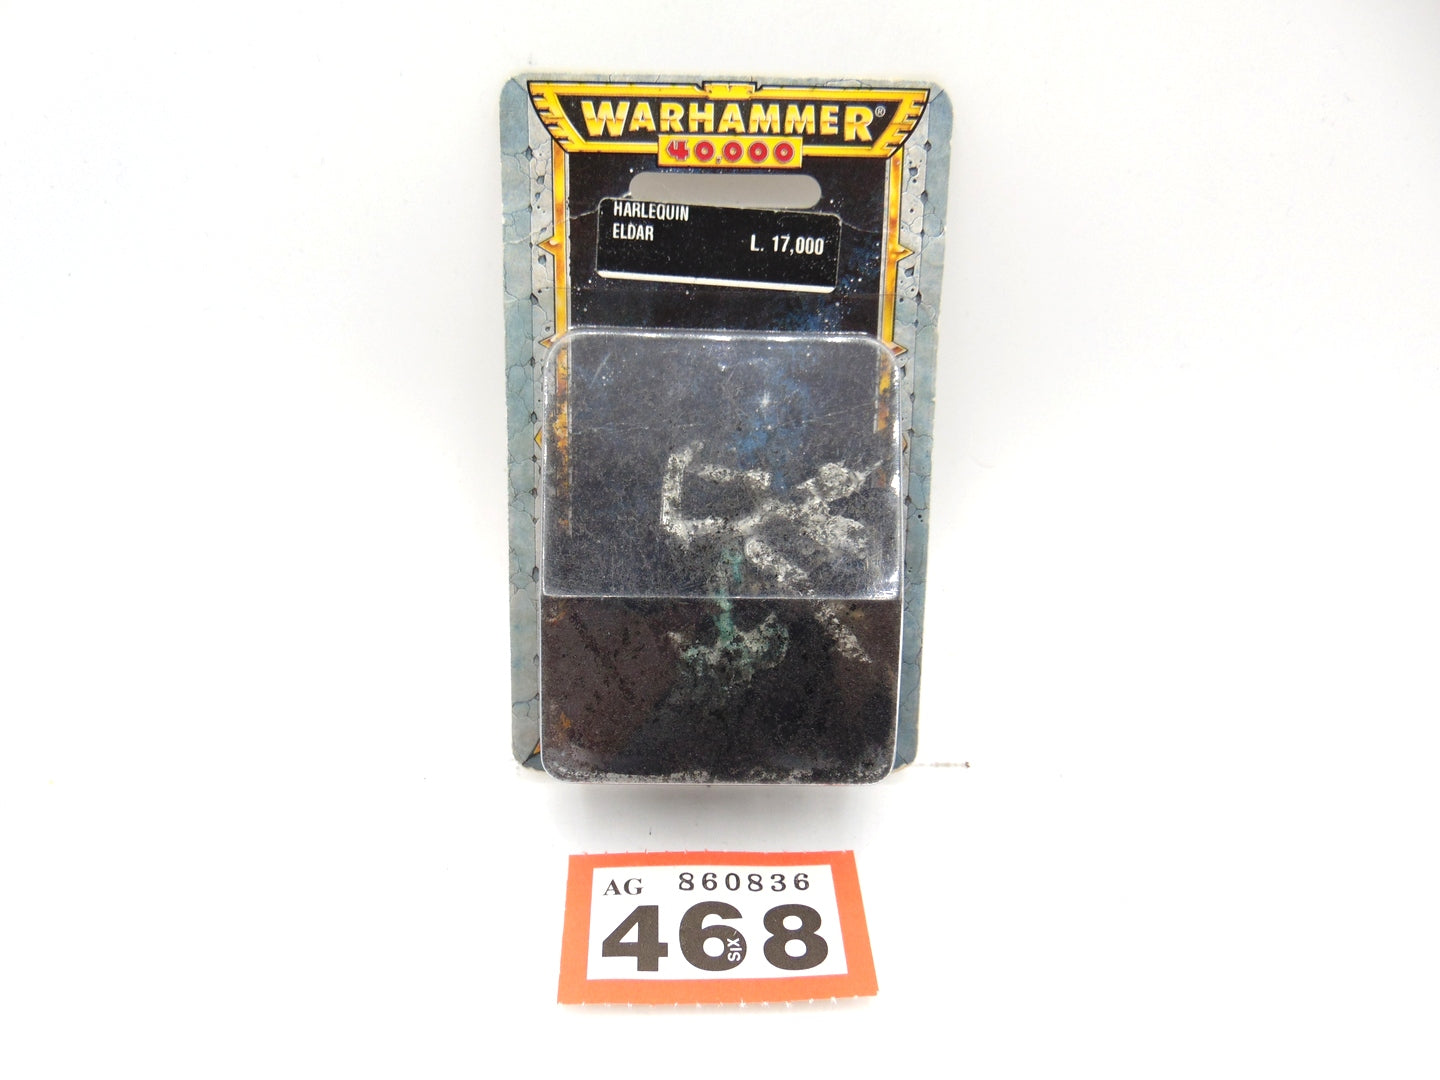 WARHAMMER®
40,000
HARLEQUIN
ELDAR L. 17,000
AG 860836
468
SIX